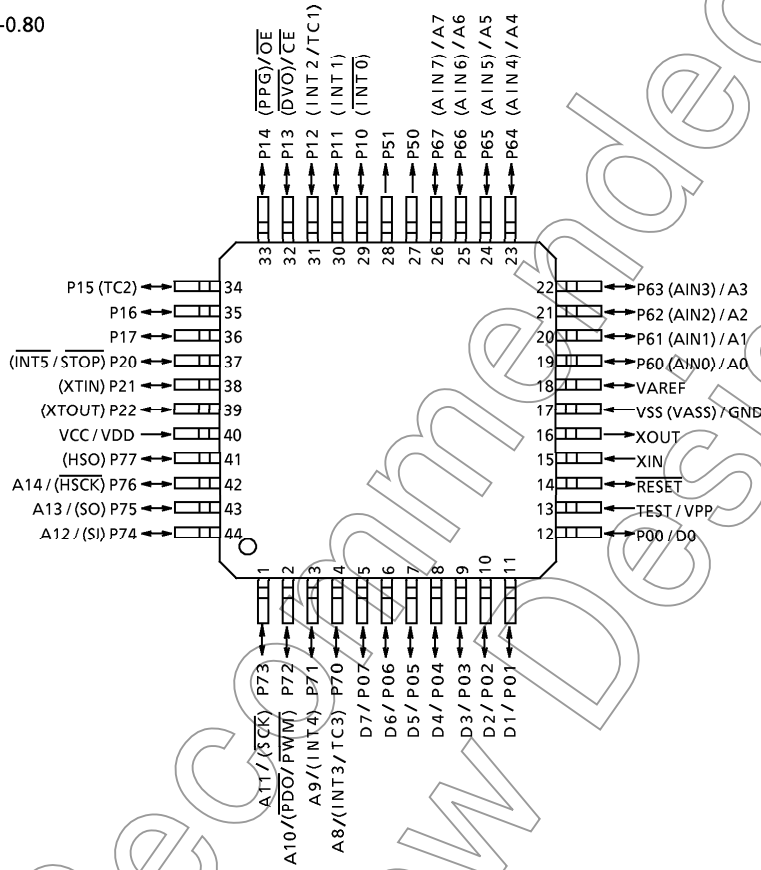 -0.80
P14 (PPG)/OE
P13 (DVO)/CE
P12 (INT2/TC1)
P11 (INT1)
P10 (INT0)
P51
P50
P67 (AIN7)/A7
P66 (AIN6)/A6
P65 (AIN5)/A5
P64 (AIN4)/A4
33 32 31 30 29 28 27 26 25 24 23
P15 (TC2) 34
P16 35
P17 36
(INT5/STOP) P20 37
(XTIN) P21 38
(XTOUT) P22 39
VCC/VDD 40
(HSO) P77 41
A14/(HSCK) P76 42
A13/(SO) P75 43
A12/(SI) P74 44
22 P63 (AIN3)/A3
21 P62 (AIN2)/A2
20 P61 (AIN1)/A1
19 P60 (AIN0)/A0
18 VAREF
17 VSS (VASS)/GND
16 XOUT
15 XIN
14 RESET
13 TEST/VPP
12 P00/D0
1 2 3 4 5 6 7 8 9 10 11
A11/(SCK) P73
A10/(PDO/PWM) P72
A9/(INT4) P71
A8/(INT3/TC3) P70
D7/P07
D6/P06
D5/P05
D4/P04
D3/P03
D2/P02
D1/P01